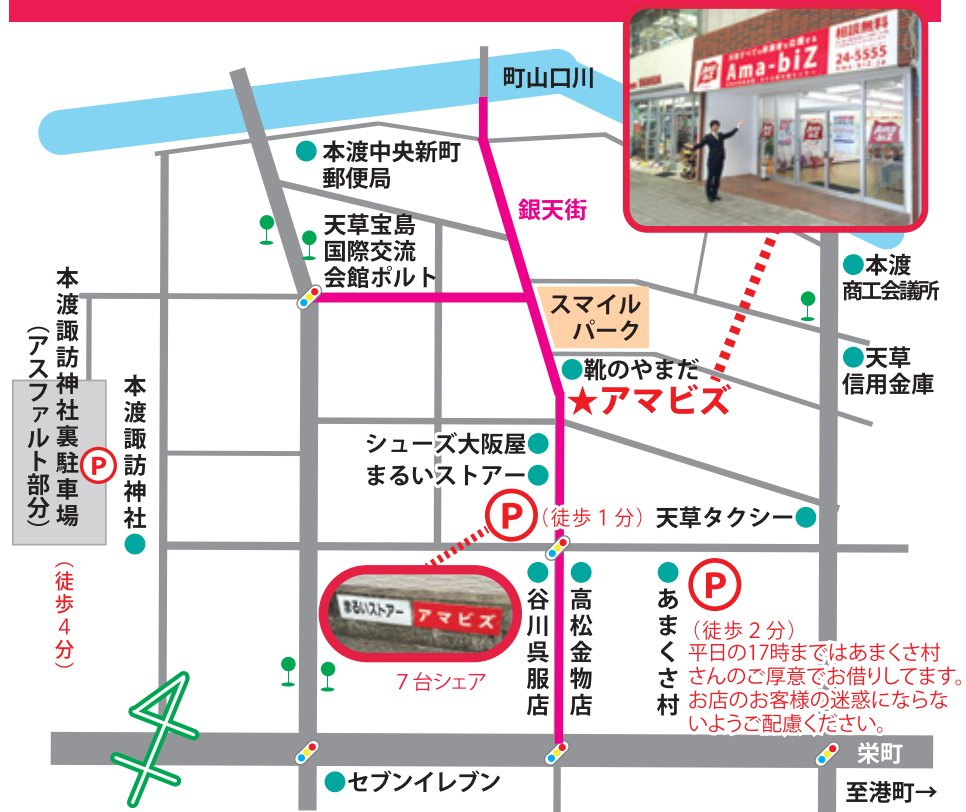 町山口川
Ama-biZ
相談無料
24-5555
本渡中央新町
郵便局
銀天街
天草宝島
国際交流
会館ポルト
本渡
商工会議所
スマイル
パーク
天草
信用金庫
靴のやまだ
★アマビズ
本渡諏訪神社裏駐車場
(アスファルト部分)
P
(徒歩4分)
本渡諏訪神社
シューズ大阪屋
まるいストアー
P
(徒歩1分)
天草タクシー
まるいストアー
アマビズ
7台シェア
谷川呉服店
高松金物店
あまくさ村
P
(徒歩2分)
平日の17時まではあまくさ村
さんのご厚意でお借りしてます。
お店のお客様の迷惑にならな
いようご配慮ください。
栄町
セブンイレブン
至港町→